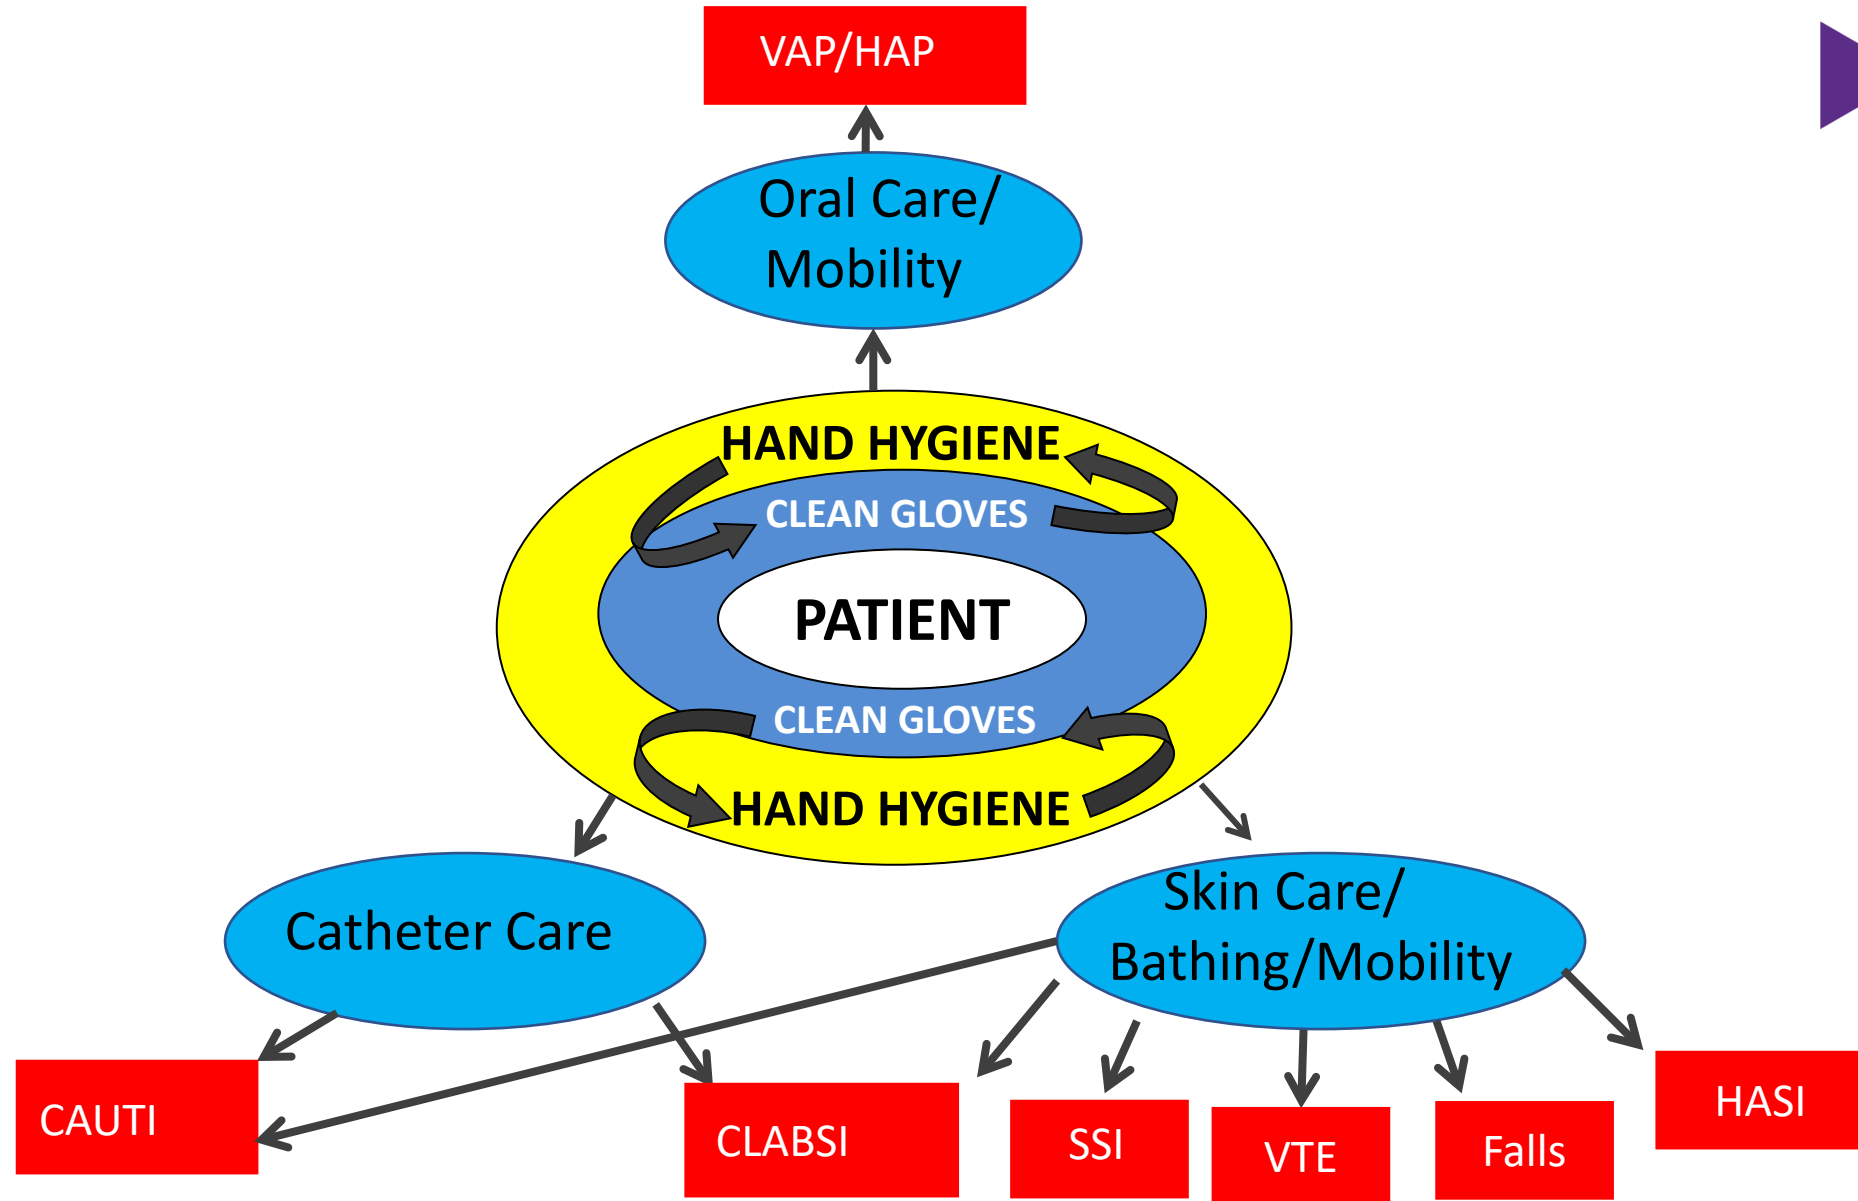 VAP/HAP
Oral Care/
Mobility
HAND HYGIENE
CLEAN GLOVES
PATIENT
CLEAN GLOVES
HAND HYGIENE
Catheter Care
Skin Care/
Bathing/Mobility
CAUTI
CLABSI
SSI
VTE
Falls
HASI